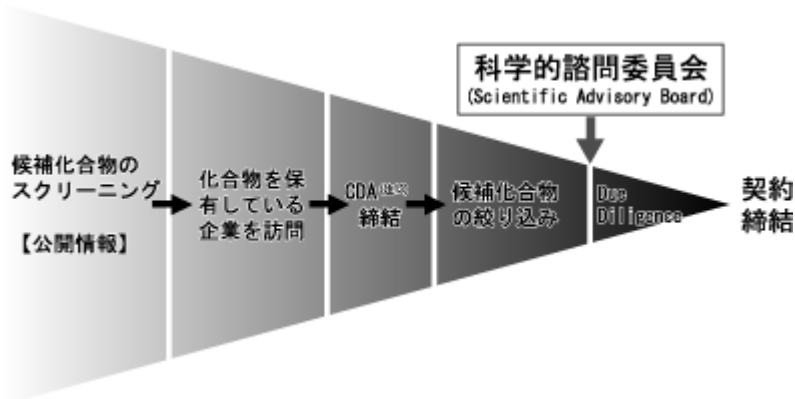 科学的諮問委員会
(Scientific Advisory Board)
候補化合物の
スクリーニング
【公開情報】
化合物を保
有している
企業を訪問
CDA
締結
候補化合物
の絞り込み
Due
Diligence
契約
締結